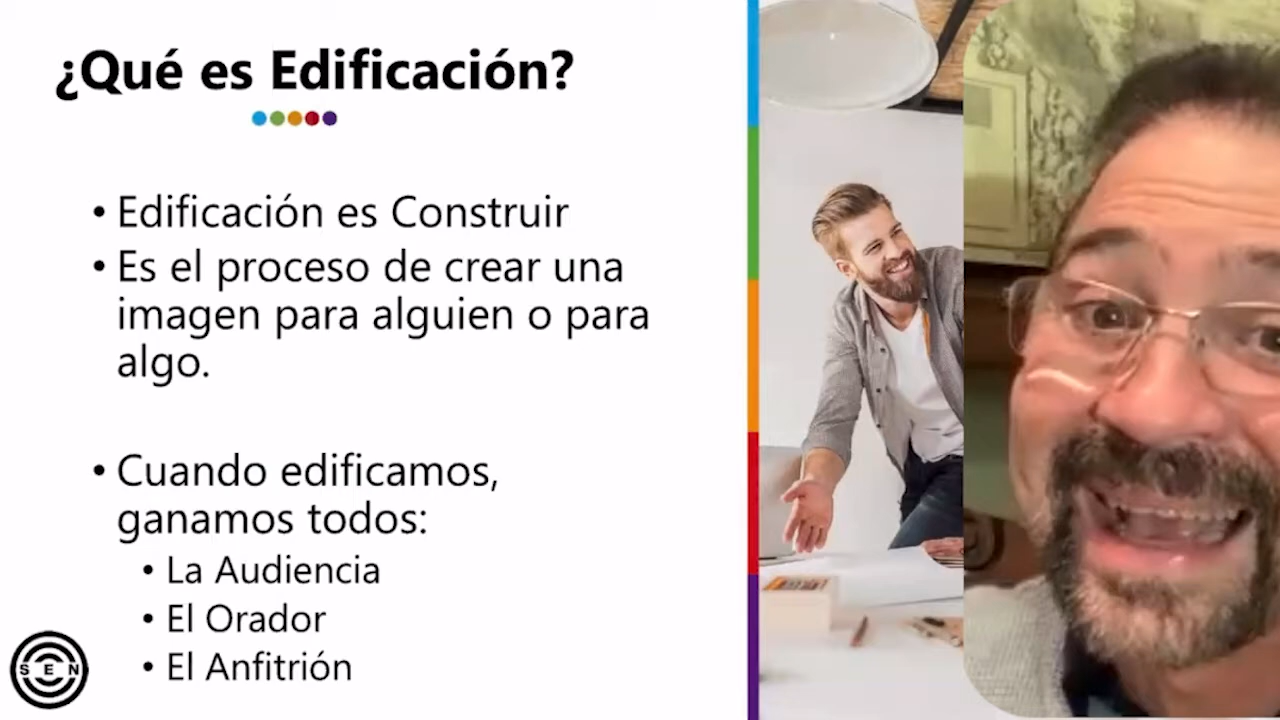 ¿Qué es Edificación?
• Edificación es Construir
• Es el proceso de crear una
imagen para alguien o para
algo.
• Cuando edificamos,
ganamos todos:
• La Audiencia
• El Orador
• El Anfitrión
SEN